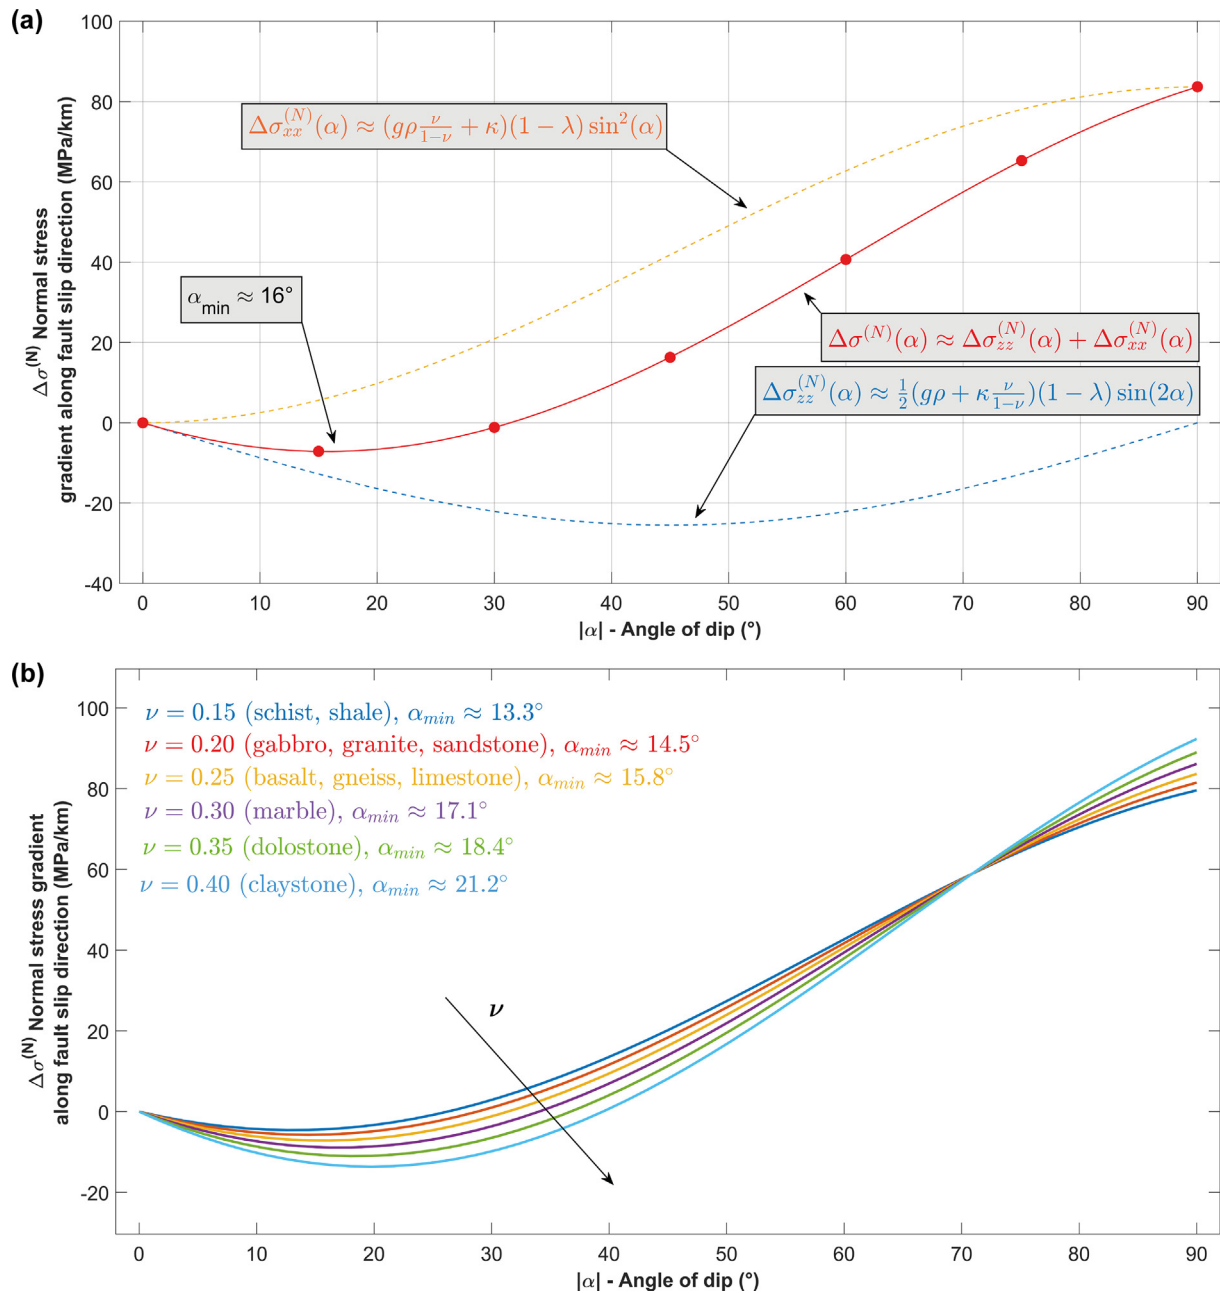 (a)
100
80
60
40
20
0
-20
-40
Δσ^(N) Normal stress
gradient along fault slip direction (MPa/km)
Δσ_xx^(N)(α) ≈ (gρ ν/(1−ν) + κ)(1 − λ) sin²(α)
α_min ≈ 16°
Δσ^(N)(α) ≈ Δσ_zz^(N)(α) + Δσ_xx^(N)(α)
Δσ_zz^(N)(α) ≈ ½(gρ + κ ν/(1−ν))(1 − λ) sin(2α)
0 10 20 30 40 50 60 70 80 90
|α| - Angle of dip (°)
(b)
100
80
60
40
20
0
-20
Δσ^(N) Normal stress gradient
along fault slip direction (MPa/km)
ν = 0.15 (schist, shale), α_min ≈ 13.3°
ν = 0.20 (gabbro, granite, sandstone), α_min ≈ 14.5°
ν = 0.25 (basalt, gneiss, limestone), α_min ≈ 15.8°
ν = 0.30 (marble), α_min ≈ 17.1°
ν = 0.35 (dolostone), α_min ≈ 18.4°
ν = 0.40 (claystone), α_min ≈ 21.2°
ν
0 10 20 30 40 50 60 70 80 90
|α| - Angle of dip (°)